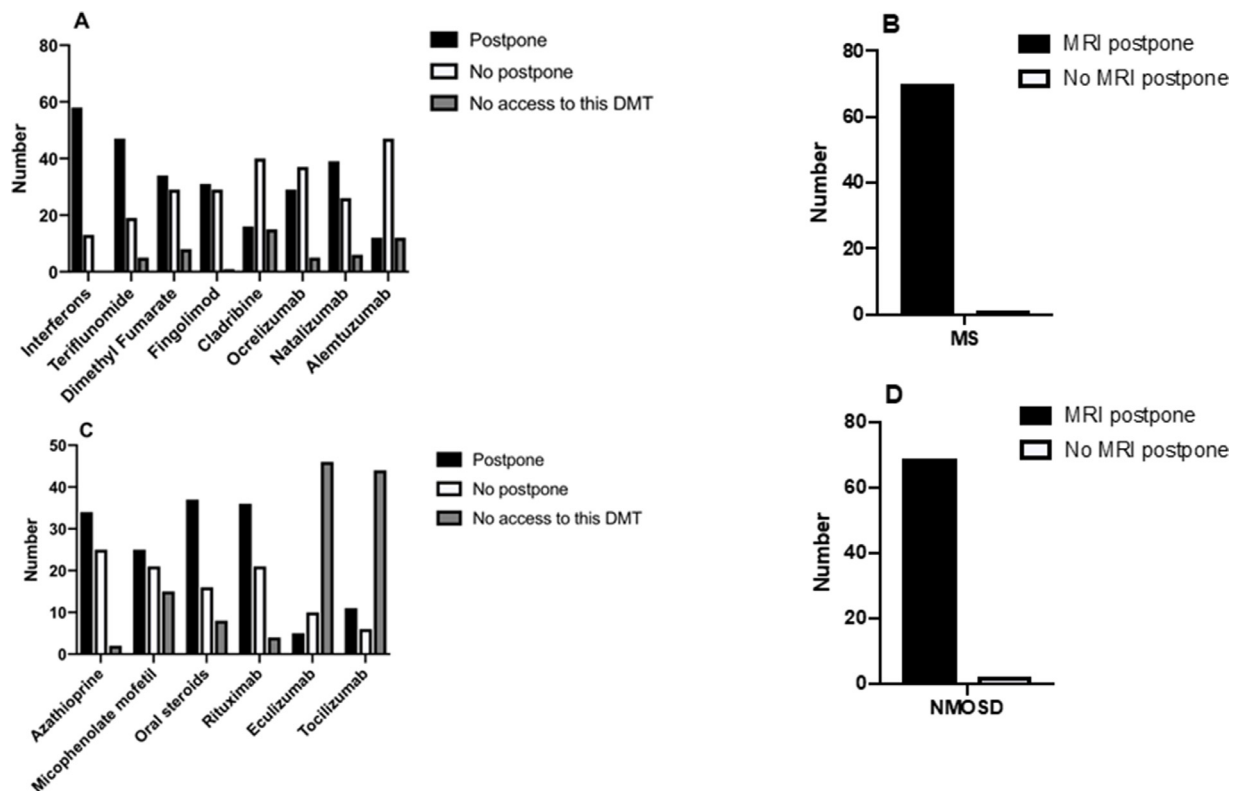 A
Postpone
No postpone
No access to this DMT
Number
80
60
40
20
0
Interferons
Teriflunomide
Dimethyl Fumarate
Fingolimod
Cladribine
Ocrelizumab
Natalizumab
Alemtuzumab
B
MRI postpone
No MRI postpone
Number
80
60
40
20
0
MS
C
Postpone
No postpone
No access to this DMT
Number
50
40
30
20
10
0
Azathioprine
Micophenolate mofetil
Oral steroids
Rituximab
Eculizumab
Tocilizumab
D
MRI postpone
No MRI postpone
Number
80
60
40
20
0
NMOSD